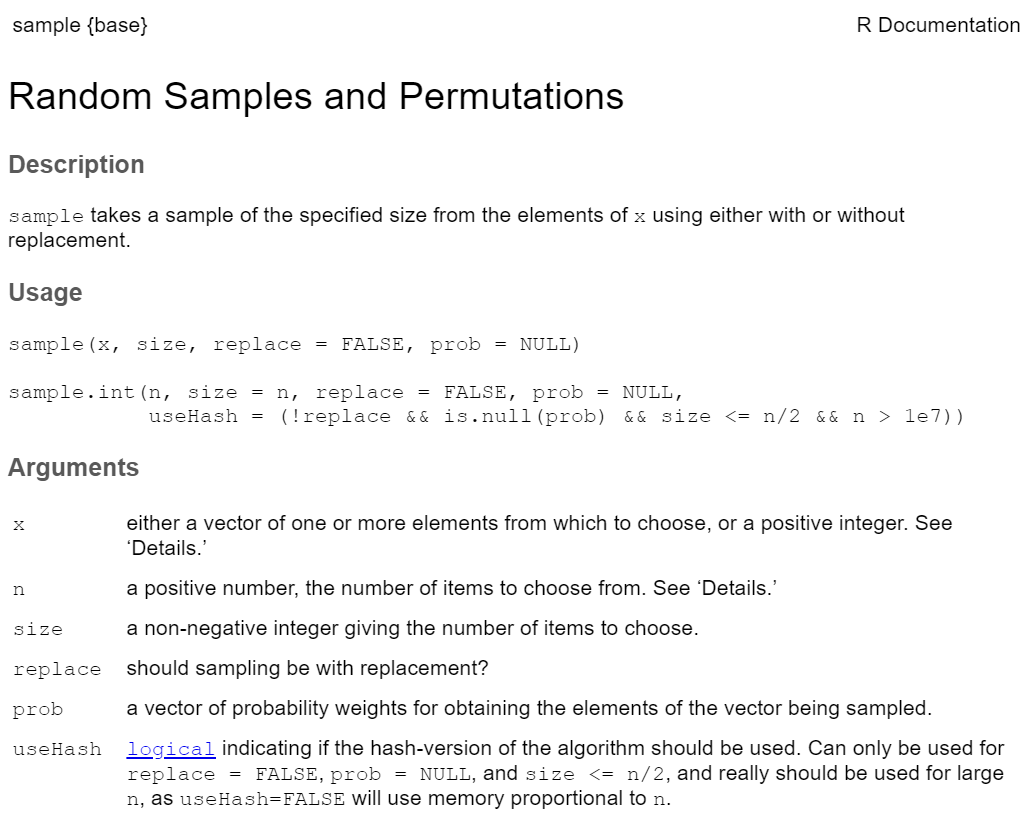 sample {base}
R Documentation
Random Samples and Permutations
Description
sample takes a sample of the specified size from the elements of x using either with or without
replacement.
Usage
sample(x, size, replace = FALSE, prob = NULL)
sample.int(n, size = n, replace = FALSE, prob = NULL,
useHash = (!replace && is.null(prob) && size <= n/2 && n > 1e7))
Arguments
x either a vector of one or more elements from which to choose, or a positive integer. See
‘Details.’
n a positive number, the number of items to choose from. See ‘Details.’
size a non-negative integer giving the number of items to choose.
replace should sampling be with replacement?
prob a vector of probability weights for obtaining the elements of the vector being sampled.
useHash logical indicating if the hash-version of the algorithm should be used. Can only be used for
replace = FALSE, prob = NULL, and size <= n/2, and really should be used for large
n, as useHash=FALSE will use memory proportional to n.